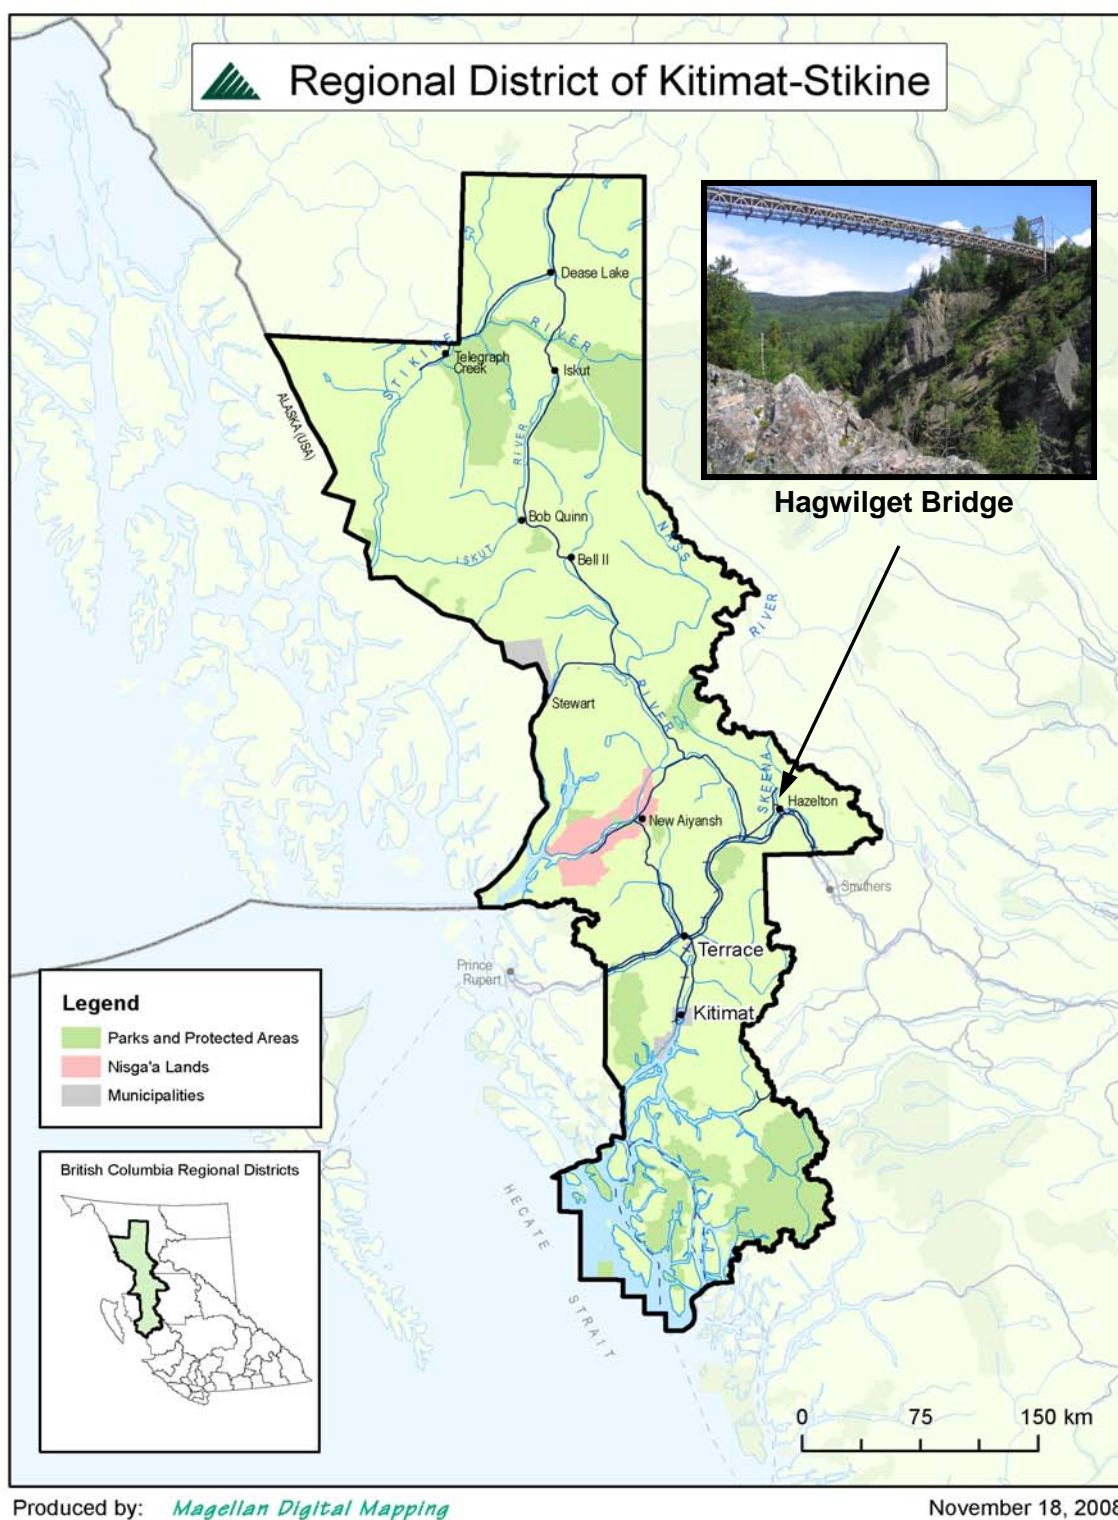 Regional District of Kitimat-Stikine
Dease Lake
STIKINE
RIVER
Telegraph
Creek
Iskut
ALASKA (USA)
RIVER
Hagwilget Bridge
Bob Quinn
NASS
ISKUT
Bell II
RIVER
RIVER
Stewart
SKEENA
Hazelton
New Aiyansh
Smithers
Terrace
Prince
Rupert
Kitimat
Legend
Parks and Protected Areas
Nisga'a Lands
Municipalities
British Columbia Regional Districts
HECATE
STRAIT
0 75 150 km
Produced by: Magellan Digital Mapping
November 18, 2008